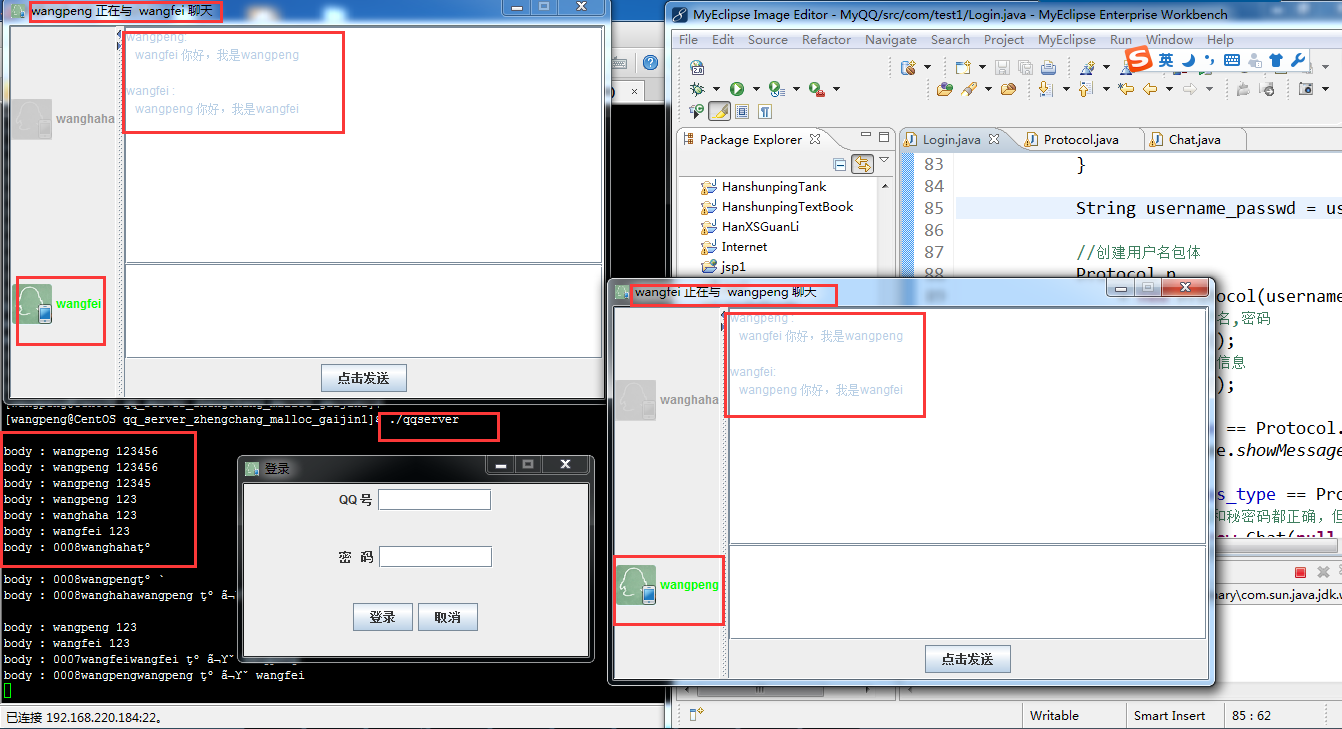 wangpeng 正在与 wangfei 聊天
wangpeng:
wangfei 你好，我是wangpeng
wangfei :
wangpeng 你好，我是wangfei
wanghaha
wangfei
点击发送
MyEclipse Image Editor - MyQQ/src/com/test1/Login.java - MyEclipse Enterprise Workbench
File Edit Source Refactor Navigate Search Project MyEclipse Run Window Help
英
Package Explorer
HanshunpingTank
HanshunpingTextBook
HanXSGuanLi
Internet
jsp1
Login.java Protocol.java Chat.java
83 }
84
85 String username_passwd = us
86
87 //创建用户名包体
88 Protocol p
otocol(username
名,密码
);
信息
);
== Protocol.
e.showMessage
s_type == Pro
和秘密码都正确，但
w Chat(null
ary\com.sun.java.jdk.w
Writable Smart Insert 85 : 62
wangfei 正在与 wangpeng 聊天
wangpeng :
wangfei 你好，我是wangpeng
wangfei:
wangpeng 你好，我是wangfei
wanghaha
wangpeng
点击发送
[wangpeng@CentOS qq_server_zhengchang_malloc_gaijin1]$ ./qqserver
body : wangpeng 123456
body : wangpeng 123456
body : wangpeng 12345
body : wangpeng 123
body : wanghaha 123
body : wangfei 123
body : 0008wanghahaţº
body : 0008wangpengţº `
body : 0008wanghahawangpeng ţº
body : wangpeng 123
body : wangfei 123
body : 0007wangfeiwangfei ţº
body : 0008wangpengwangpeng ţº ã¬Y˘ wangfei
登录
QQ 号
密 码
登录 取消
已连接 192.168.220.184:22。